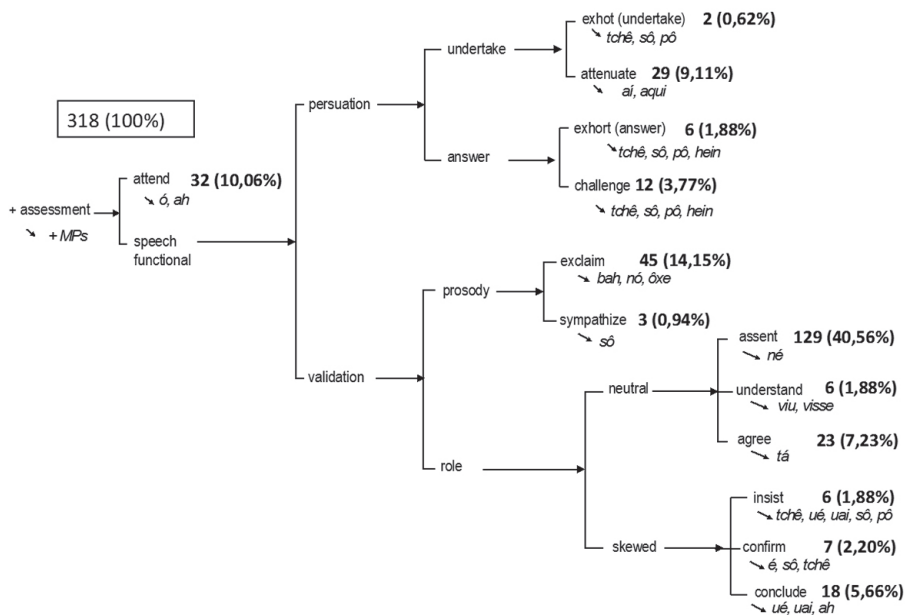 318 (100%)
+ assessment
+ MPs
attend 32 (10,06%)
ó, ah
speech
functional
persuation
undertake
exhot (undertake) 2 (0,62%)
tchê, sô, pô
attenuate 29 (9,11%)
aí, aqui
answer
exhort (answer) 6 (1,88%)
tchê, sô, pô, hein
challenge 12 (3,77%)
tchê, sô, pô, hein
validation
prosody
exclaim 45 (14,15%)
bah, nó, ôxe
sympathize 3 (0,94%)
sô
role
neutral
assent 129 (40,56%)
né
understand 6 (1,88%)
viu, visse
agree 23 (7,23%)
tá
skewed
insist 6 (1,88%)
tchê, ué, uai, sô, pô
confirm 7 (2,20%)
é, sô, tchê
conclude 18 (5,66%)
ué, uai, ah